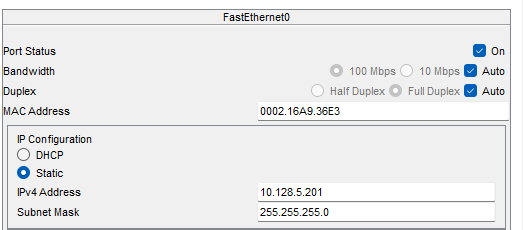 FastEthernet0
Port Status On
Bandwidth 100 Mbps 10 Mbps Auto
Duplex Half Duplex Full Duplex Auto
MAC Address 0002.16A9.36E3
IP Configuration
DHCP
Static
IPv4 Address 10.128.5.201
Subnet Mask 255.255.255.0